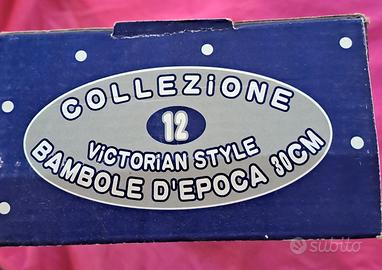 COLLEZiONE
12
ViCTORiAN STYLE
BAMBOLE D'EPOCA 30CM
subito